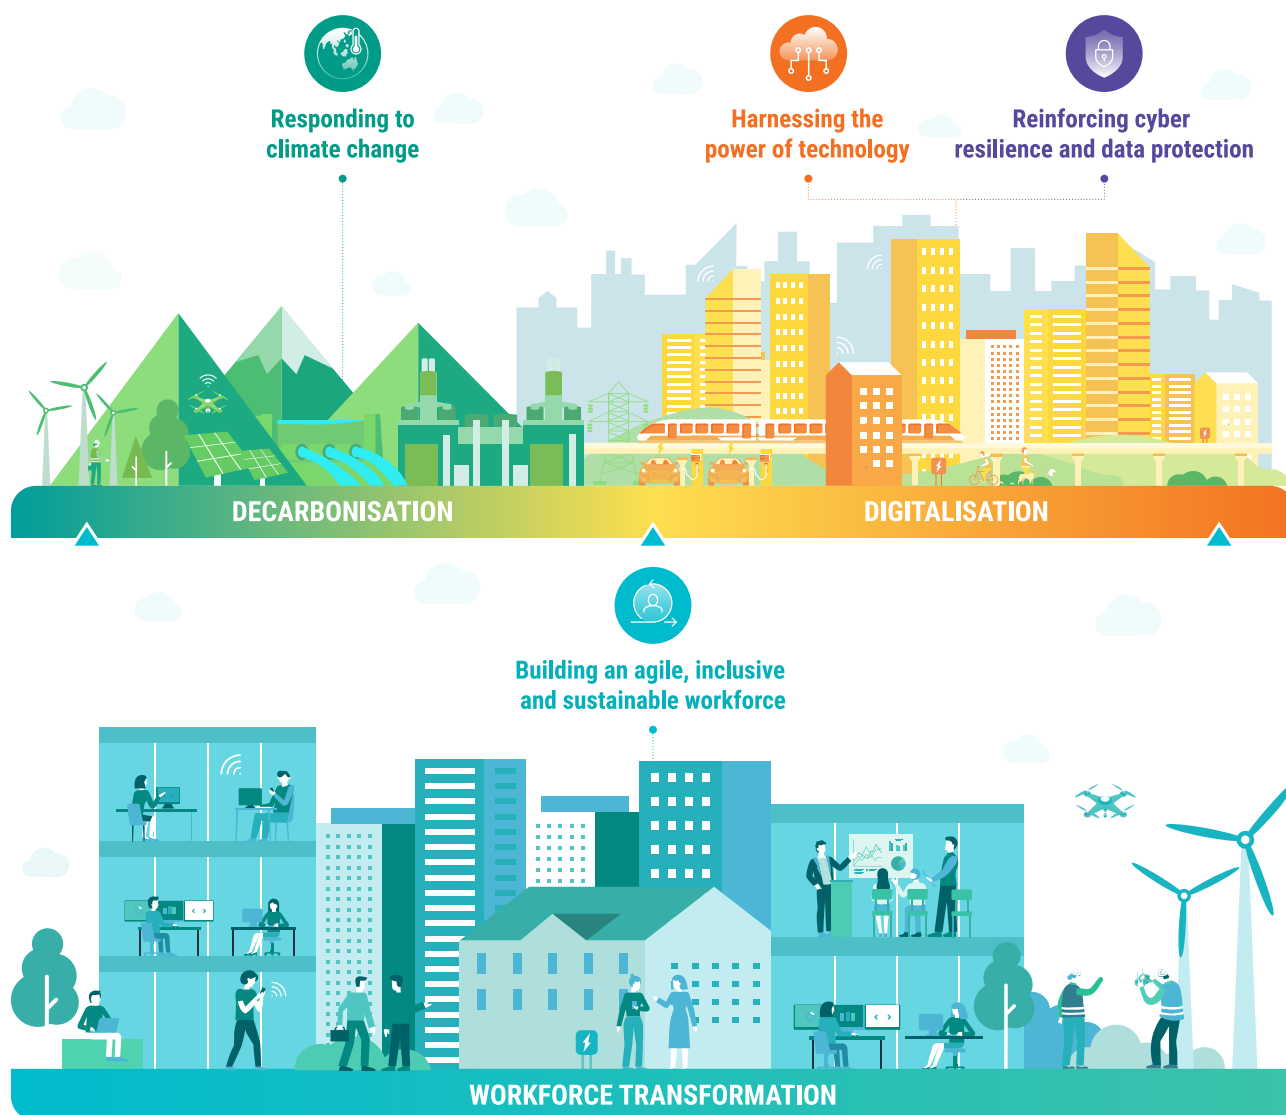 Responding to
climate change
Harnessing the
power of technology
Reinforcing cyber
resilience and data protection
DECARBONISATION
DIGITALISATION
Building an agile, inclusive
and sustainable workforce
WORKFORCE TRANSFORMATION